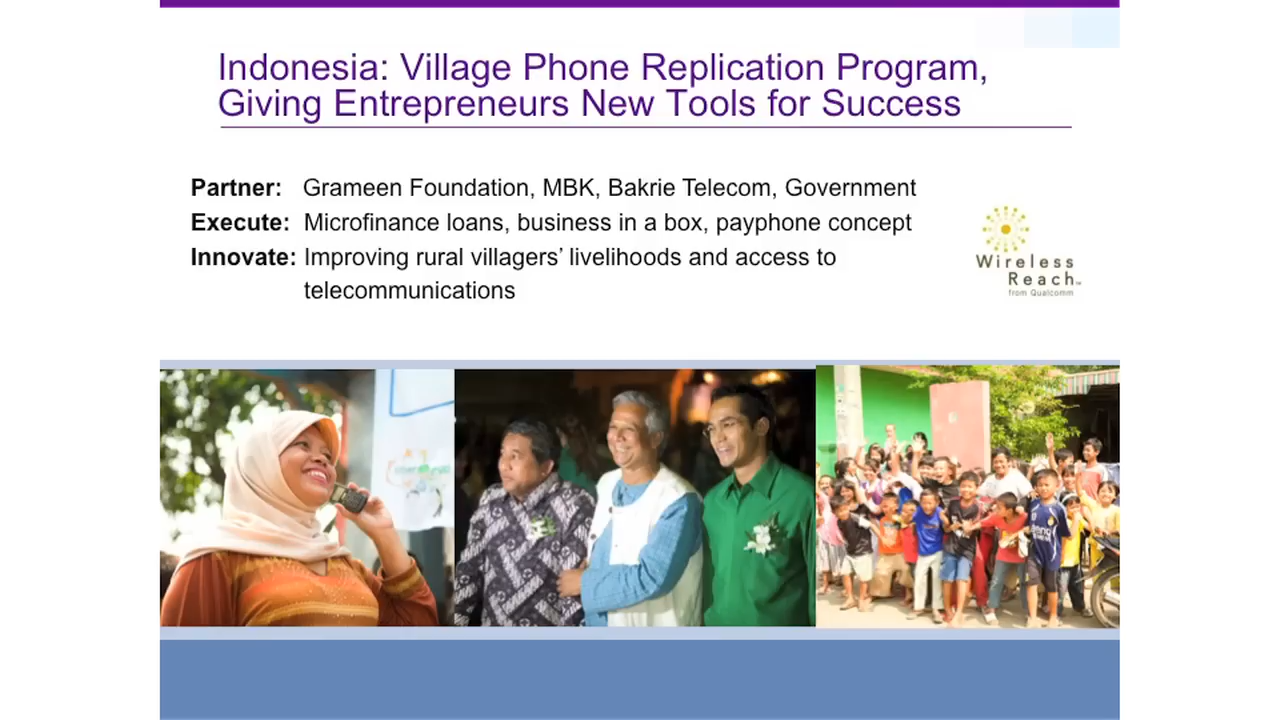 Indonesia: Village Phone Replication Program,
Giving Entrepreneurs New Tools for Success
Partner: Grameen Foundation, MBK, Bakrie Telecom, Government
Execute: Microfinance loans, business in a box, payphone concept
Innovate: Improving rural villagers’ livelihoods and access to
telecommunications
Wireless
Reach
from Qualcomm